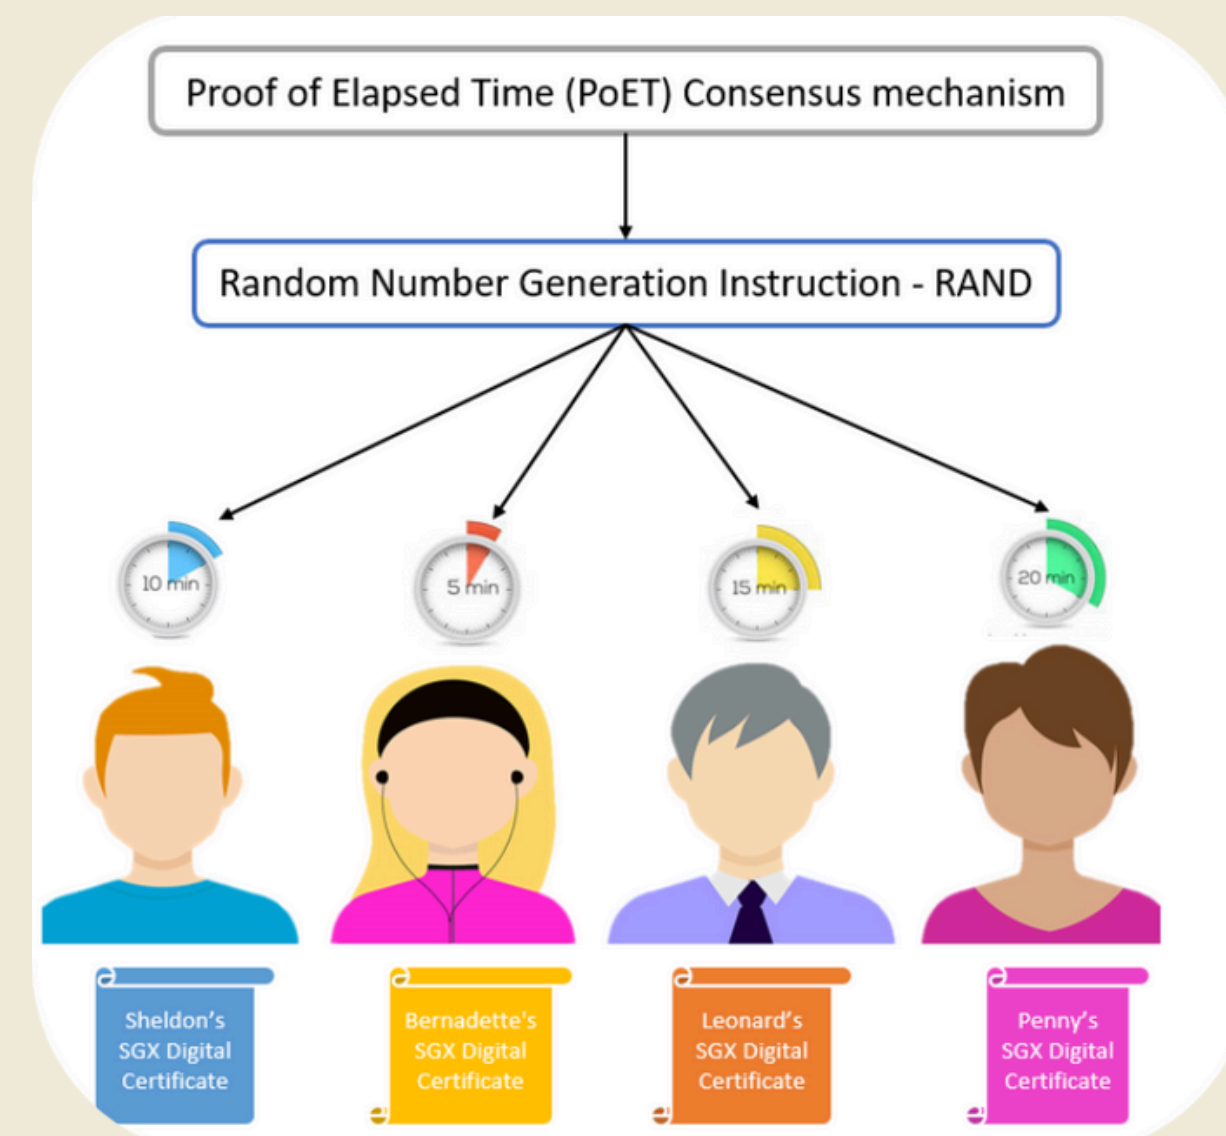 Proof of Elapsed Time (PoET) Consensus mechanism
Random Number Generation Instruction - RAND
10 min
5 min
15 min
20 min
Sheldon’s
SGX Digital
Certificate
Bernadette's
SGX Digital
Certificate
Leonard’s
SGX Digital
Certificate
Penny’s
SGX Digital
Certificate